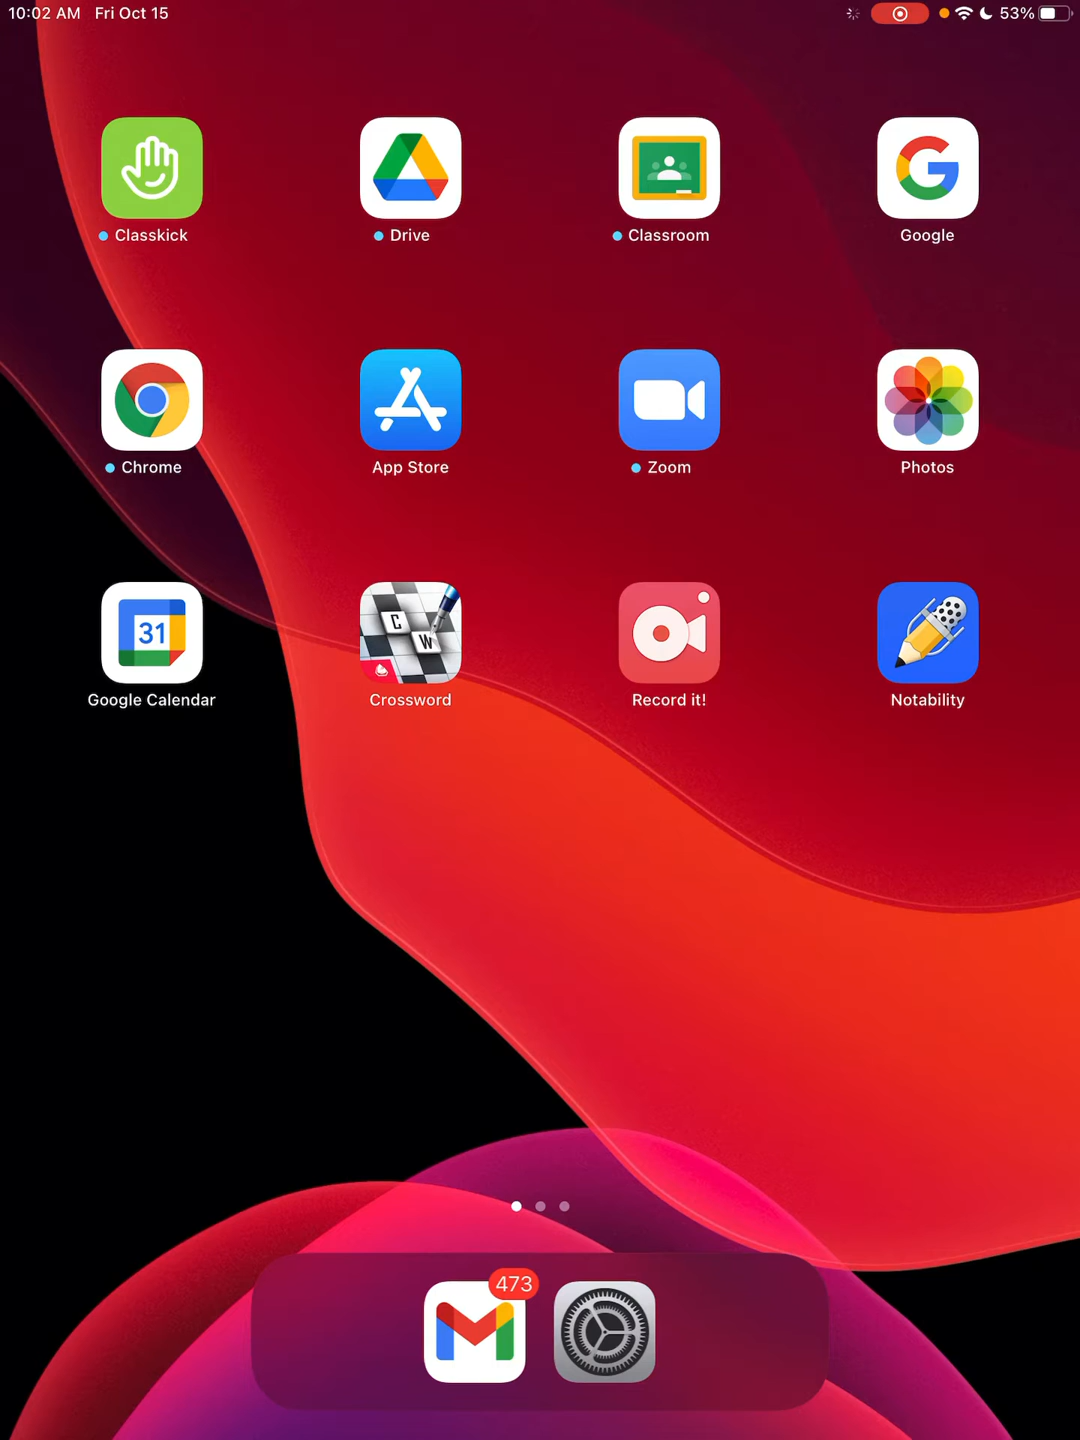 10:02 AM Fri Oct 15 53%
Classkick Drive Classroom Google
Chrome App Store Zoom Photos
31
C
W
Google Calendar Crossword Record it! Notability
473